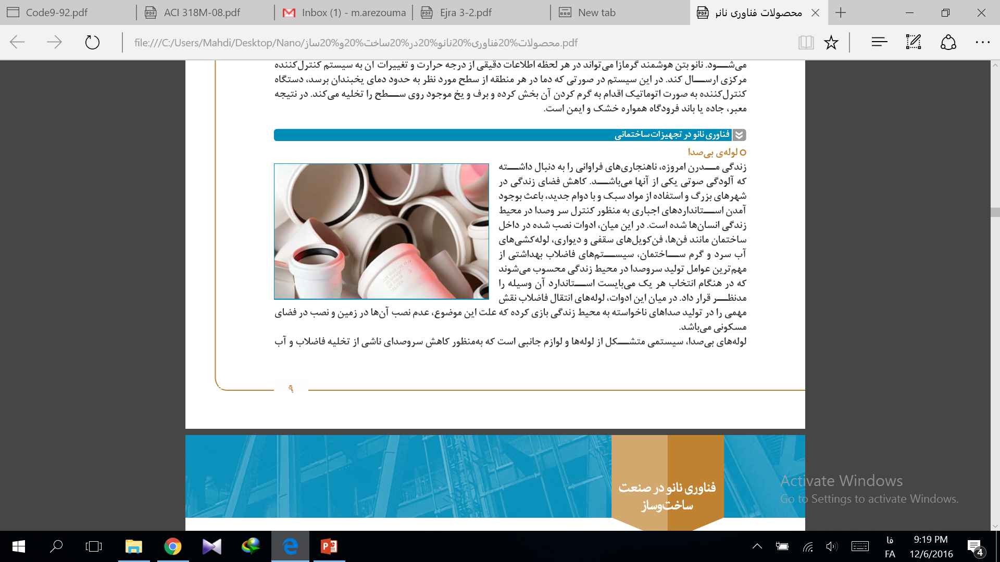 Code9-92.pdf
ACI 318M-08.pdf
Inbox (1) - m.arezouma
Ejra 3-2.pdf
New tab
محصولات فناوری نانو
file:///C:/Users/Mahdi/Desktop/Nano/محصولات%20فناوری%20نانو%20در%20ساخت%20و%20ساز.pdf
می‌شود. نانو بتن هوشمند گرمازا می‌تواند در هر لحظه اطلاعات دقیقی از درجه حرارت و تغییرات آن به سیستم کنترل‌کننده
مرکزی ارسال کند. در این سیستم در صورتی که دما در هر منطقه از سطح مورد نظر به حدود دمای یخبندان برسد، دستگاه
کنترل‌کننده به صورت اتوماتیک اقدام به گرم کردن آن بخش کرده و برف و یخ موجود روی سطح را تخلیه می‌کند. در نتیجه
معبر، جاده یا باند فرودگاه همواره خشک و ایمن است.
فناوری نانو در تجهیزات ساختمانی
لوله‌ی بی‌صدا
زندگی مدرن امروزه، ناهنجاری‌های فراوانی را به دنبال داشته
که آلودگی صوتی یکی از آنها می‌باشد. کاهش فضای زندگی در
شهرهای بزرگ و استفاده از مواد سبک و با دوام جدید، باعث بوجود
آمدن استانداردهای اجباری به منظور کنترل سر وصدا در محیط
زندگی انسان‌ها شده است. در این میان، ادوات نصب شده در داخل
ساختمان مانند فن‌ها، فن‌کویل‌های سقفی و دیواری، لوله‌کشی‌های
آب سرد و گرم ساختمان، سیستم‌های فاضلاب بهداشتی از
مهم‌ترین عوامل تولید سروصدا در محیط زندگی محسوب می‌شوند
که در هنگام انتخاب هر یک می‌بایست استاندارد آن وسیله را
مدنظر قرار داد. در میان این ادوات، لوله‌های انتقال فاضلاب نقش
مهمی را در تولید صداهای ناخواسته به محیط زندگی بازی کرده که علت این موضوع، عدم نصب آن‌ها در زمین و نصب در فضای
مسکونی می‌باشد.
لوله‌های بی‌صدا، سیستمی متشکل از لوله‌ها و لوازم جانبی است که به‌منظور کاهش سروصدای ناشی از تخلیه فاضلاب و آب
۹
فناوری نانو در صنعت
ساخت‌وساز
Activate Windows
Go to Settings to activate Windows.
فا
FA
9:19 PM
12/6/2016
4